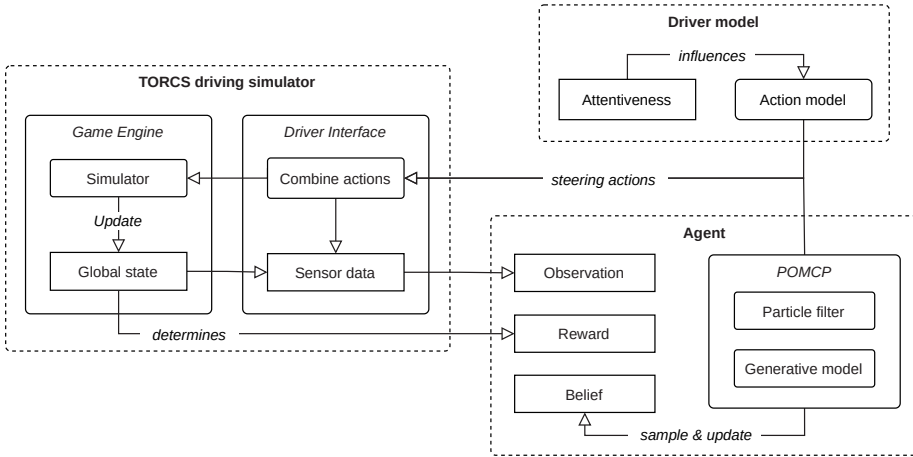 Driver model
influences
Attentiveness
Action model
TORCS driving simulator
Game Engine
Driver Interface
Simulator
Combine actions
steering actions
Update
Global state
Sensor data
determines
Agent
Observation
POMCP
Particle filter
Reward
Generative model
Belief
sample & update